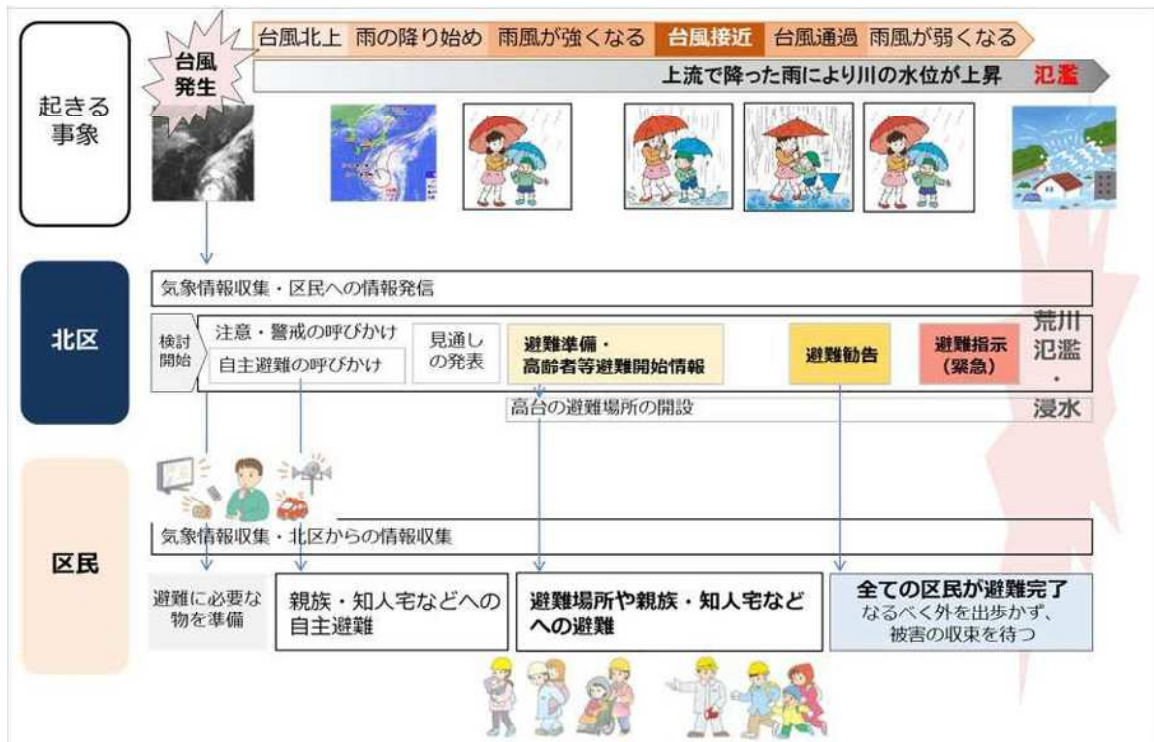 起きる
事象
台風
発生
台風北上 雨の降り始め 雨風が強くなる 台風接近 台風通過 雨風が弱くなる
上流で降った雨により川の水位が上昇 氾濫
北区
気象情報収集・区民への情報発信
検討
開始
注意・警戒の呼びかけ
自主避難の呼びかけ
見通し
の発表
避難準備・
高齢者等避難開始情報
避難勧告
避難指示
(緊急)
高台の避難場所の開設
荒川
氾濫
・
浸水
区民
気象情報収集・北区からの情報収集
避難に必要な
物を準備
親族・知人宅などへの
自主避難
避難場所や親族・知人宅など
への避難
全ての区民が避難完了
なるべく外を出歩かず、
被害の収束を待つ